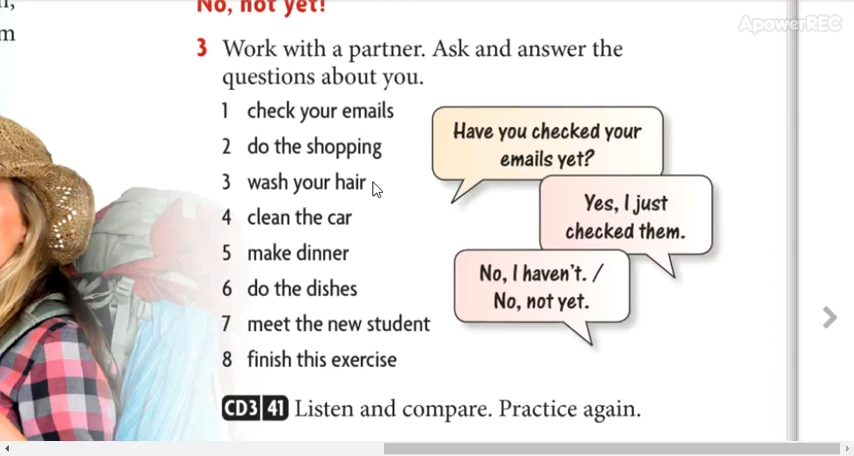 No, not yet!
ApowerREC
m
3 Work with a partner. Ask and answer the
questions about you.
1 check your emails
2 do the shopping
3 wash your hair
4 clean the car
5 make dinner
6 do the dishes
7 meet the new student
8 finish this exercise
Have you checked your
emails yet?
Yes, I just
checked them.
No, I haven't. /
No, not yet.
CD3 41 Listen and compare. Practice again.